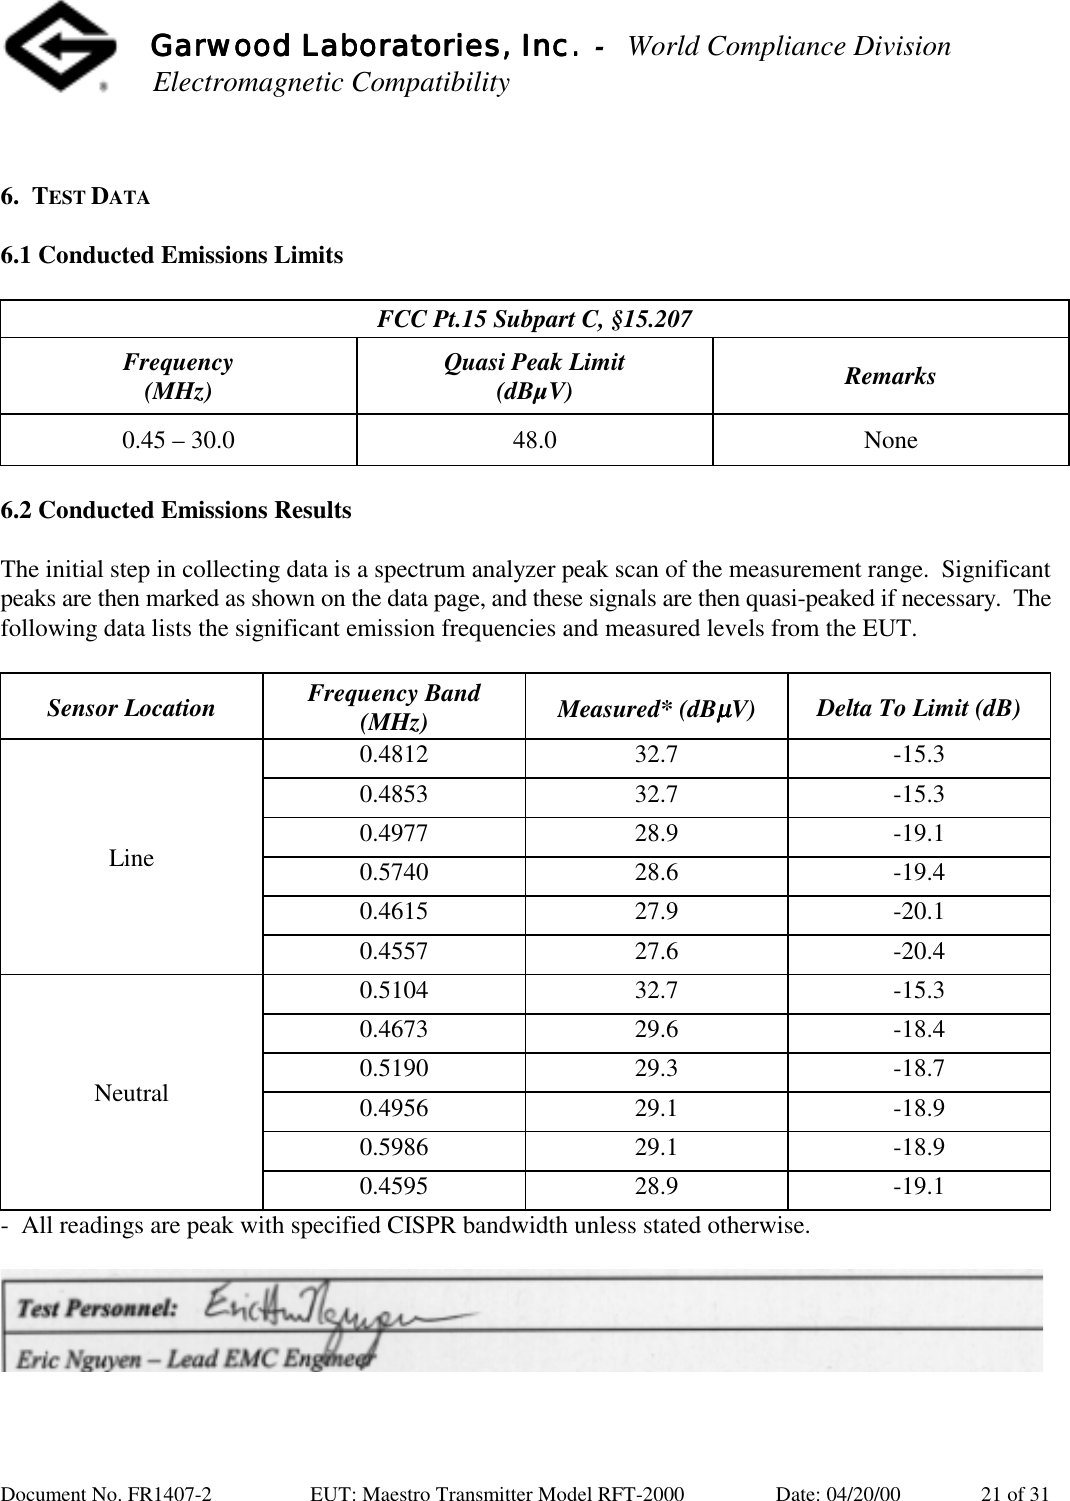 Garwood Laboratories, Inc. - World Compliance Division
Electromagnetic Compatibility
6. TEST DATA
6.1 Conducted Emissions Limits
FCC Pt.15 Subpart C, §15.207
Frequency (MHz) Quasi Peak Limit (dBµV) Remarks
0.45 – 30.0 48.0 None
6.2 Conducted Emissions Results
The initial step in collecting data is a spectrum analyzer peak scan of the measurement range. Significant
peaks are then marked as shown on the data page, and these signals are then quasi-peaked if necessary. The
following data lists the significant emission frequencies and measured levels from the EUT.
Sensor Location Frequency Band (MHz) Measured* (dBµV) Delta To Limit (dB)
Line
0.4812 32.7 -15.3
0.4853 32.7 -15.3
0.4977 28.9 -19.1
0.5740 28.6 -19.4
0.4615 27.9 -20.1
0.4557 27.6 -20.4
Neutral
0.5104 32.7 -15.3
0.4673 29.6 -18.4
0.5190 29.3 -18.7
0.4956 29.1 -18.9
0.5986 29.1 -18.9
0.4595 28.9 -19.1
- All readings are peak with specified CISPR bandwidth unless stated otherwise.
Test Personnel:
Eric Nguyen – Lead EMC Engineer
Document No. FR1407-2 EUT: Maestro Transmitter Model RFT-2000 Date: 04/20/00 21 of 31